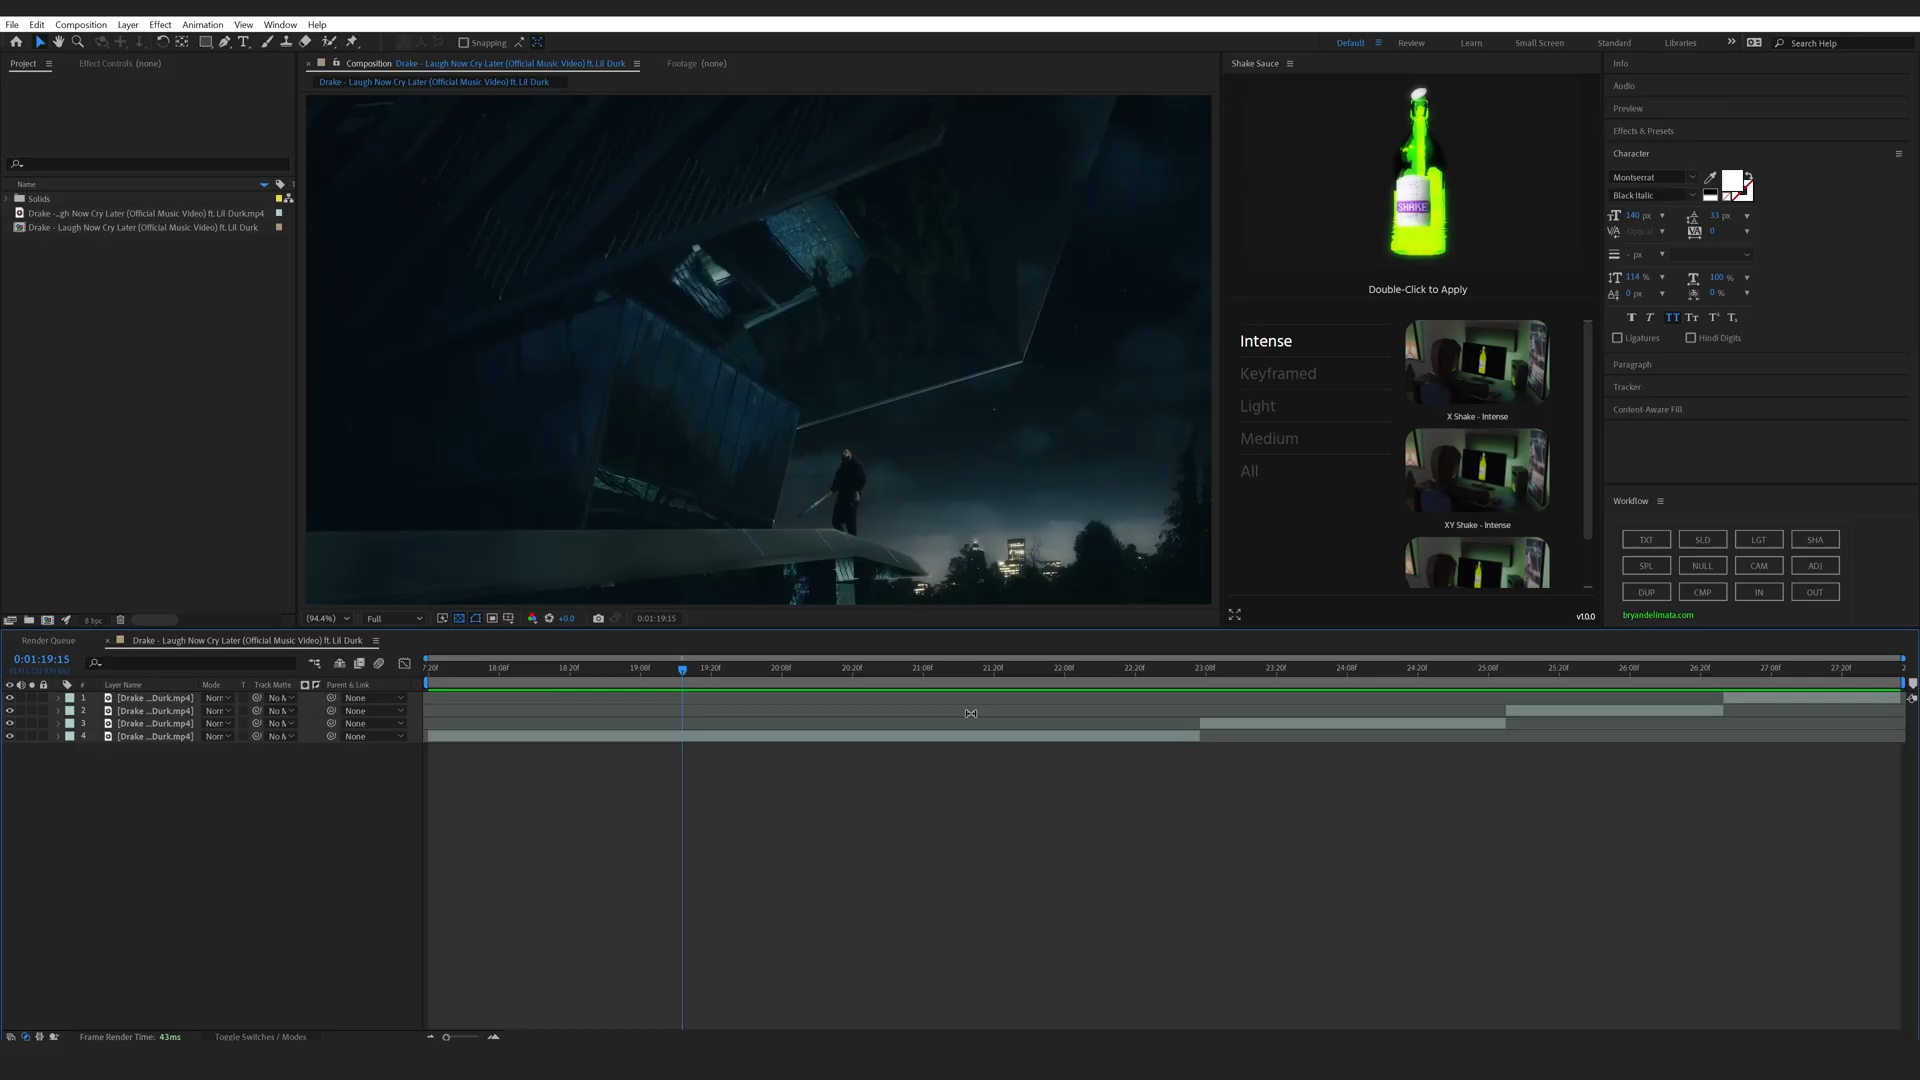 File Edit Composition Layer Effect Animation View Window Help
Snapping
Default Review Learn Small Screen Standard Libraries Search Help
Project Effect Controls (none)
Composition Drake - Laugh Now Cry Later (Official Music Video) ft. Lil Durk Footage (none)
Drake - Laugh Now Cry Later (Official Music Video) ft. Lil Durk
Name
Solids
Drake -...gh Now Cry Later (Official Music Video) ft. Lil Durk.mp4
Drake - Laugh Now Cry Later (Official Music Video) ft. Lil Durk
8 bpc
(94.4%) Full +0.0 0:01:19:15
Shake Sauce
SHAKE
Double-Click to Apply
Intense
Keyframed
Light
Medium
All
X Shake - Intense
XY Shake - Intense
v1.0.0
Info
Audio
Preview
Effects & Presets
Character
Montserrat
Black Italic
140 px 33 px
Optical 0
- px
114 % 100 %
0 px 0 %
Ligatures Hindi Digits
Paragraph
Tracker
Content-Aware Fill
Workflow
TXT SLD LGT SHA
SPL NULL CAM ADJ
DUP CMP IN OUT
bryandelimata.com
Render Queue Drake - Laugh Now Cry Later (Official Music Video) ft. Lil Durk
0:01:19:15
7:20f 18:08f 18:20f 19:08f 19:20f 20:08f 20:20f 21:08f 21:20f 22:08f 22:20f 23:08f 23:20f 24:08f 24:20f 25:08f 25:20f 26:08f 26:20f 27:08f 27:20f 2
# Layer Name Mode T Track Matte Parent & Link
1 [Drake ...Durk.mp4] Norr No M None
2 [Drake ...Durk.mp4] Norr No M None
3 [Drake ...Durk.mp4] Norr No M None
4 [Drake ...Durk.mp4] Norr No M None
Frame Render Time: 43ms Toggle Switches / Modes